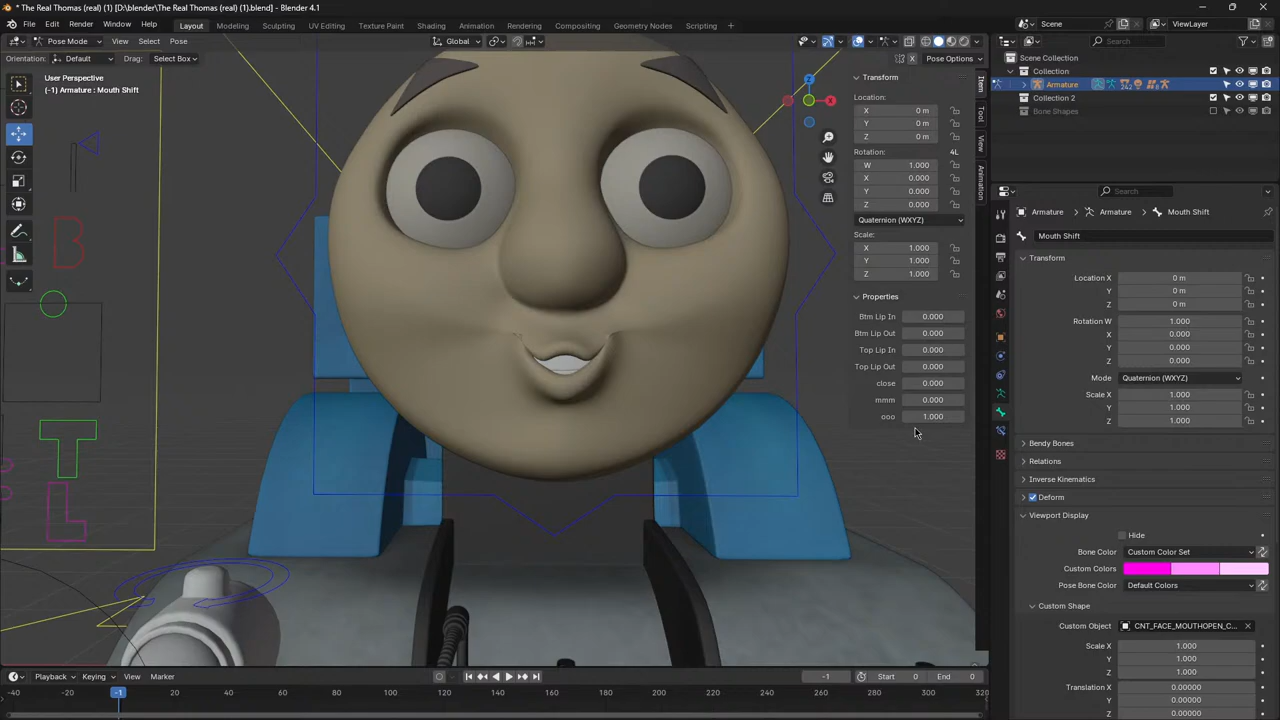 * The Real Thomas (real) (1) [D:\blender\The Real Thomas (real) (1).blend] - Blender 4.1
File Edit Render Window Help Layout Modeling Sculpting UV Editing Texture Paint Shading Animation Rendering Compositing Geometry Nodes Scripting +
Scene ViewLayer
Pose Mode View Select Pose Global
Orientation: Default Drag: Select Box X Pose Options
User Perspective
(-1) Armature : Mouth Shift
Z
X
B
T
L
Item
Tool
View
Animation
Transform
Location:
X 0 m
Y 0 m
Z 0 m
Rotation: 4L
W 1.000
X 0.000
Y 0.000
Z 0.000
Quaternion (WXYZ)
Scale:
X 1.000
Y 1.000
Z 1.000
Properties
Btm Lip In 0.000
Btm Lip Out 0.000
Top Lip In 0.000
Top Lip Out 0.000
close 0.000
mmm 0.000
ooo 1.000
Search
Scene Collection
Collection
Armature 242 8
Collection 2
Bone Shapes
Search
Armature Armature Mouth Shift
Mouth Shift
Transform
Location X 0 m
Y 0 m
Z 0 m
Rotation W 1.000
X 0.000
Y 0.000
Z 0.000
Mode Quaternion (WXYZ)
Scale X 1.000
Y 1.000
Z 1.000
Bendy Bones
Relations
Inverse Kinematics
Deform
Viewport Display
Hide
Bone Color Custom Color Set
Custom Colors
Pose Bone Color Default Colors
Custom Shape
Custom Object CNT_FACE_MOUTHOPEN_C...
Scale X 1.000
Y 1.000
Z 1.000
Translation X 0.00000
Y 0.00000
Z 0.00000
Playback Keying View Marker -1 Start 0 End 0
-40 -20 -1 20 40 60 80 100 120 140 160 180 200 220 240 260 280 300 320